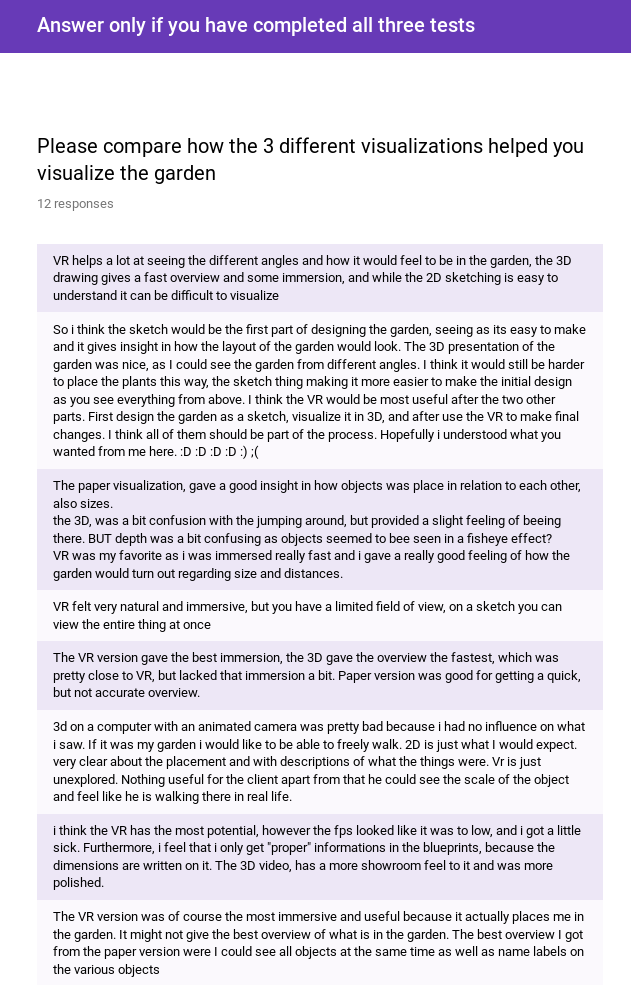 Answer only if you have completed all three tests
Please compare how the 3 different visualizations helped you
visualize the garden
12 responses
VR helps a lot at seeing the different angles and how it would feel to be in the garden, the 3D
drawing gives a fast overview and some immersion, and while the 2D sketching is easy to
understand it can be difficult to visualize
So i think the sketch would be the first part of designing the garden, seeing as its easy to make
and it gives insight in how the layout of the garden would look. The 3D presentation of the
garden was nice, as I could see the garden from different angles. I think it would still be harder
to place the plants this way, the sketch thing making it more easier to make the initial design
as you see everything from above. I think the VR would be most useful after the two other
parts. First design the garden as a sketch, visualize it in 3D, and after use the VR to make final
changes. I think all of them should be part of the process. Hopefully i understood what you
wanted from me here. :D :D :D :D :) ;(
The paper visualization, gave a good insight in how objects was place in relation to each other,
also sizes.
the 3D, was a bit confusion with the jumping around, but provided a slight feeling of beeing
there. BUT depth was a bit confusing as objects seemed to bee seen in a fisheye effect?
VR was my favorite as i was immersed really fast and i gave a really good feeling of how the
garden would turn out regarding size and distances.
VR felt very natural and immersive, but you have a limited field of view, on a sketch you can
view the entire thing at once
The VR version gave the best immersion, the 3D gave the overview the fastest, which was
pretty close to VR, but lacked that immersion a bit. Paper version was good for getting a quick,
but not accurate overview.
3d on a computer with an animated camera was pretty bad because i had no influence on what
i saw. If it was my garden i would like to be able to freely walk. 2D is just what I would expect.
very clear about the placement and with descriptions of what the things were. Vr is just
unexplored. Nothing useful for the client apart from that he could see the scale of the object
and feel like he is walking there in real life.
i think the VR has the most potential, however the fps looked like it was to low, and i got a little
sick. Furthermore, i feel that i only get "proper" informations in the blueprints, because the
dimensions are written on it. The 3D video, has a more showroom feel to it and was more
polished.
The VR version was of course the most immersive and useful because it actually places me in
the garden. It might not give the best overview of what is in the garden. The best overview I got
from the paper version were I could see all objects at the same time as well as name labels on
the various objects